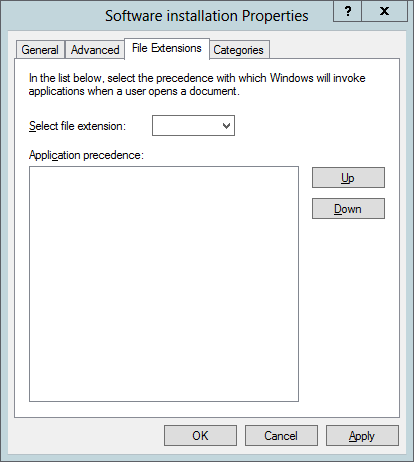 Software installation Properties
? x
General Advanced File Extensions Categories
In the list below, select the precedence with which Windows will invoke
applications when a user opens a document.
Select file extension:
Application precedence:
Up
Down
OK Cancel Apply